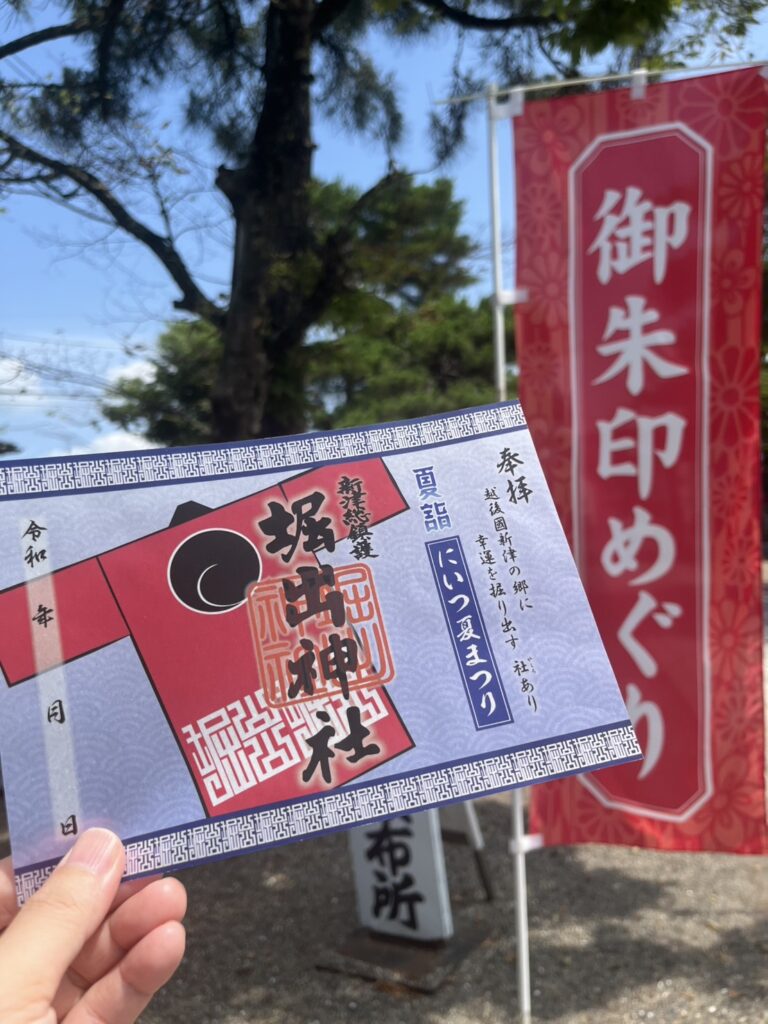 御朱印めぐり
奉拝
越後國新津の郷に
幸運を掘り出す 社あり
夏詣
にいつ夏まつり
新津総鎮護
堀出神社
令和 年 月 日
布所